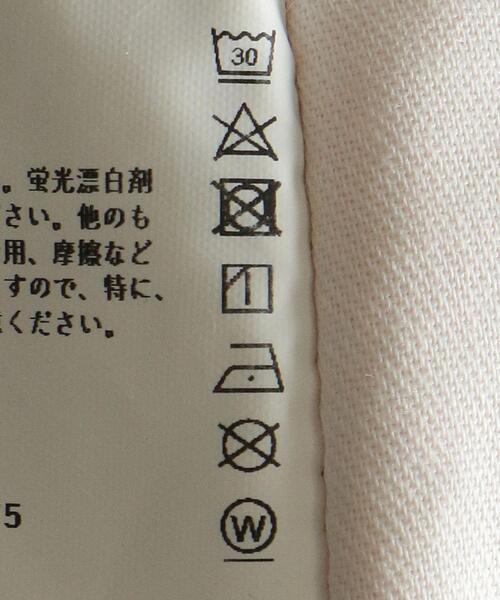 30
。蛍光漂白剤
さい。他のも
用、摩擦など
すので、特に、
ください。
W
5